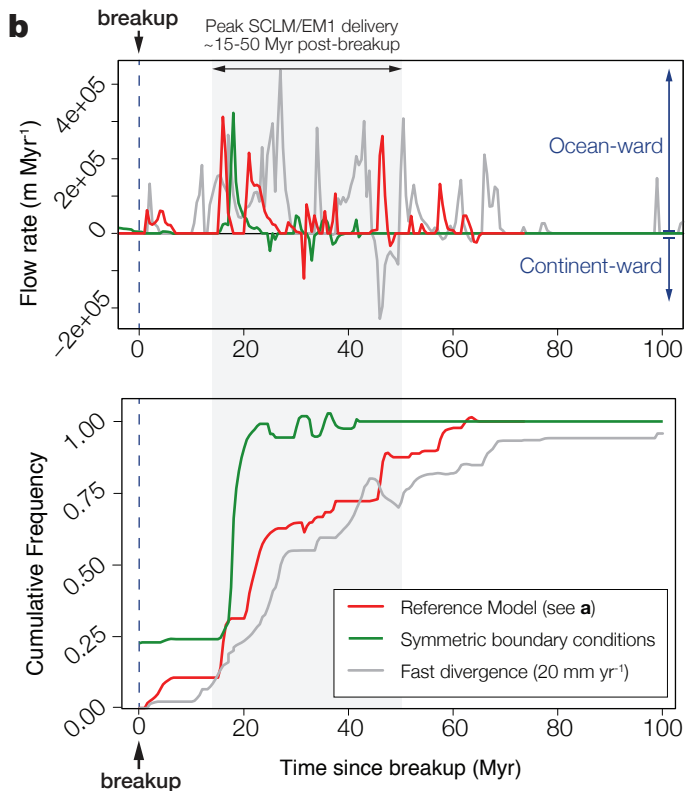 b
breakup
Peak SCLM/EM1 delivery
~15-50 Myr post-breakup
Flow rate (m Myr⁻¹)
4e+05
2e+05
0
−2e+05
Ocean-ward
Continent-ward
0 20 40 60 80 100
Cumulative Frequency
1.00
0.75
0.50
0.25
0.00
Reference Model (see a)
Symmetric boundary conditions
Fast divergence (20 mm yr⁻¹)
0 20 40 60 80 100
breakup
Time since breakup (Myr)